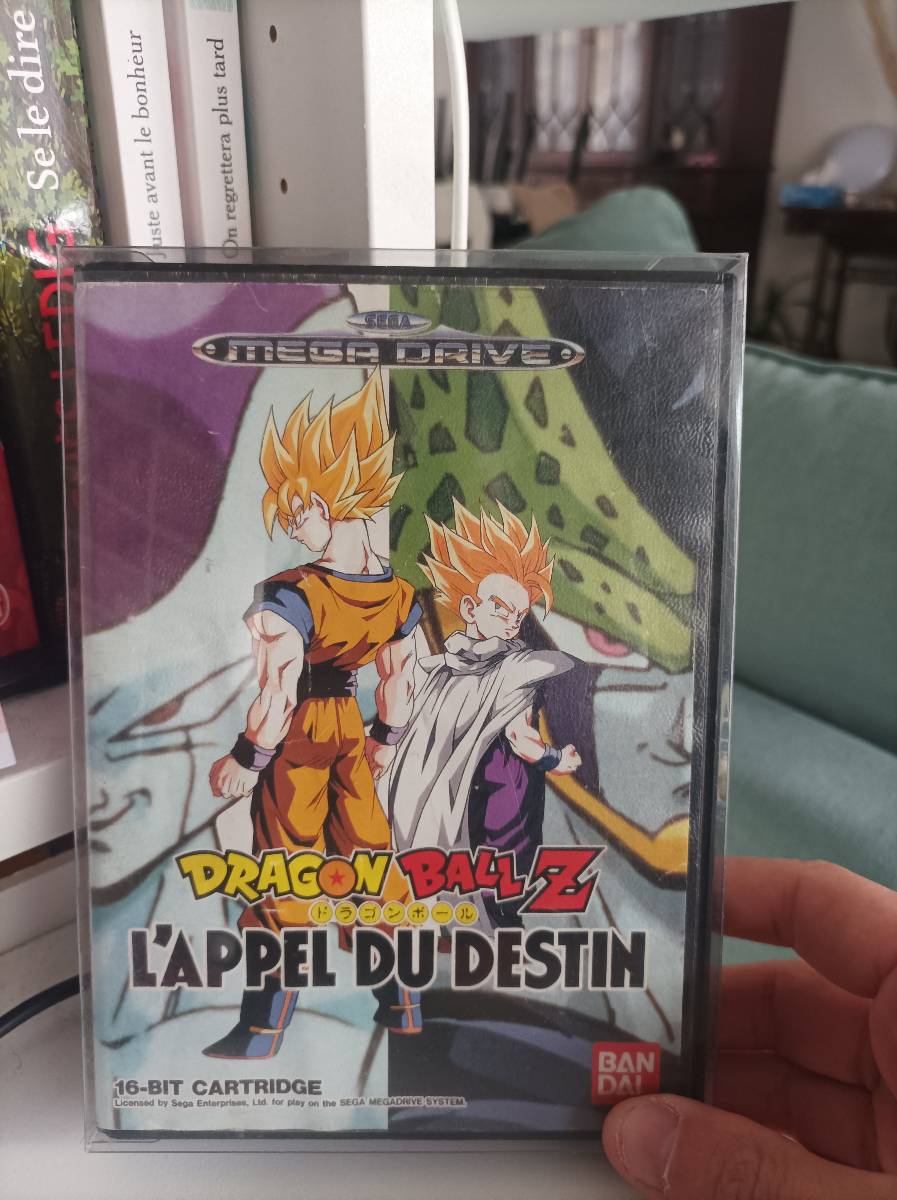 Se le dire
juste avant le bonheur
On regrettera plus tard
SEGA
MEGA DRIVE
DRAGON BALL Z
ドラゴンボール
L'APPEL DU DESTIN
16-BIT CARTRIDGE
Licensed by Sega Enterprises, Ltd. for play on the SEGA MEGADRIVE SYSTEM.
BAN
DAI